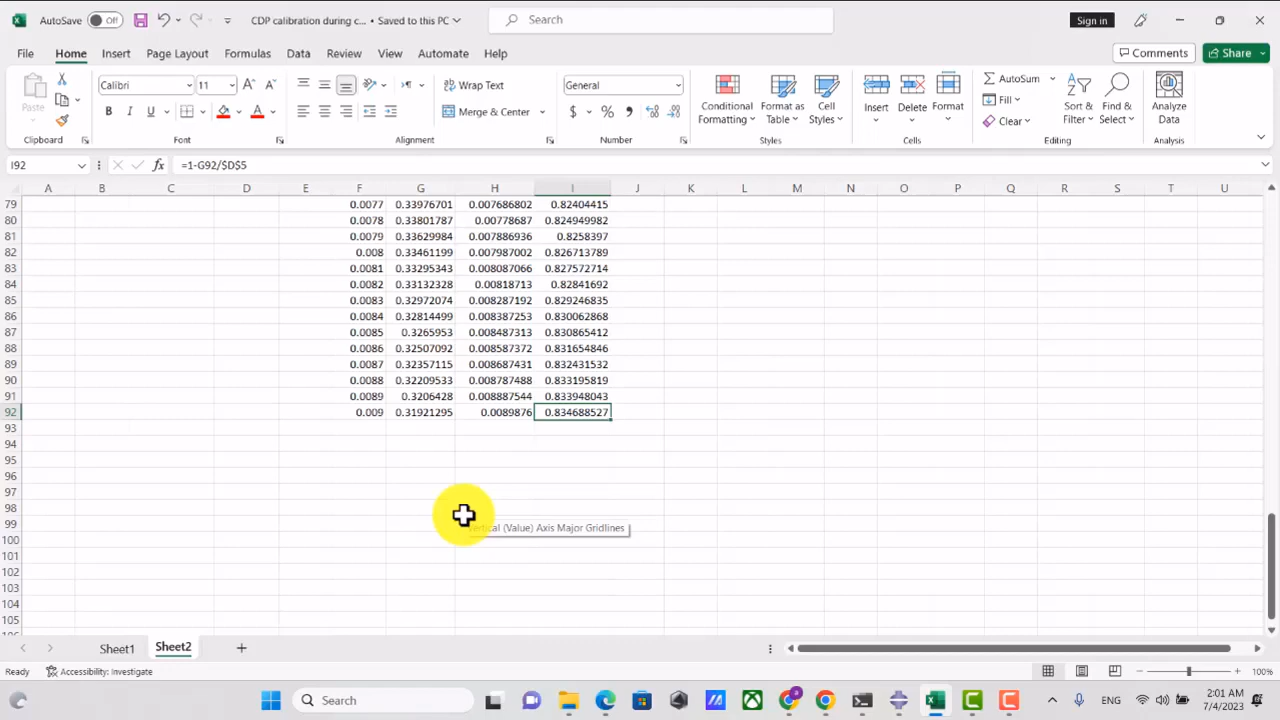 AutoSave Off CDP calibration during c... • Saved to this PC Search Sign in
File Home Insert Page Layout Formulas Data Review View Automate Help Comments Share
Calibri 11 Wrap Text General AutoSum
Paste B I U Merge & Center $ % Conditional Formatting Format as Table Cell Styles Insert Delete Format Fill Clear Sort & Filter Find & Select Analyze Data
Clipboard Font Alignment Number Styles Cells Editing Analysis
I92 fx =1-G92/$D$5
A B C D E F G H I J K L M N O P Q R S T U
79 0.0077 0.33976701 0.007686802 0.82404415
80 0.0078 0.33801787 0.00778687 0.824949982
81 0.0079 0.33629984 0.007886936 0.8258397
82 0.008 0.33461199 0.007987002 0.826713789
83 0.0081 0.33295343 0.008087066 0.827572714
84 0.0082 0.33132328 0.00818713 0.82841692
85 0.0083 0.32972074 0.008287192 0.829246835
86 0.0084 0.32814499 0.008387253 0.830062868
87 0.0085 0.3265953 0.008487313 0.830865412
88 0.0086 0.32507092 0.008587372 0.831654846
89 0.0087 0.32357115 0.008687431 0.832431532
90 0.0088 0.32209533 0.008787488 0.833195819
91 0.0089 0.3206428 0.008887544 0.833948043
92 0.009 0.31921295 0.0089876 0.834688527
93
94
95
96
97
98
99 (Value) Axis Major Gridlines
100
101
102
103
104
105
Sheet1 Sheet2
Ready Accessibility: Investigate 100%
Search ENG 2:01 AM
7/4/2023